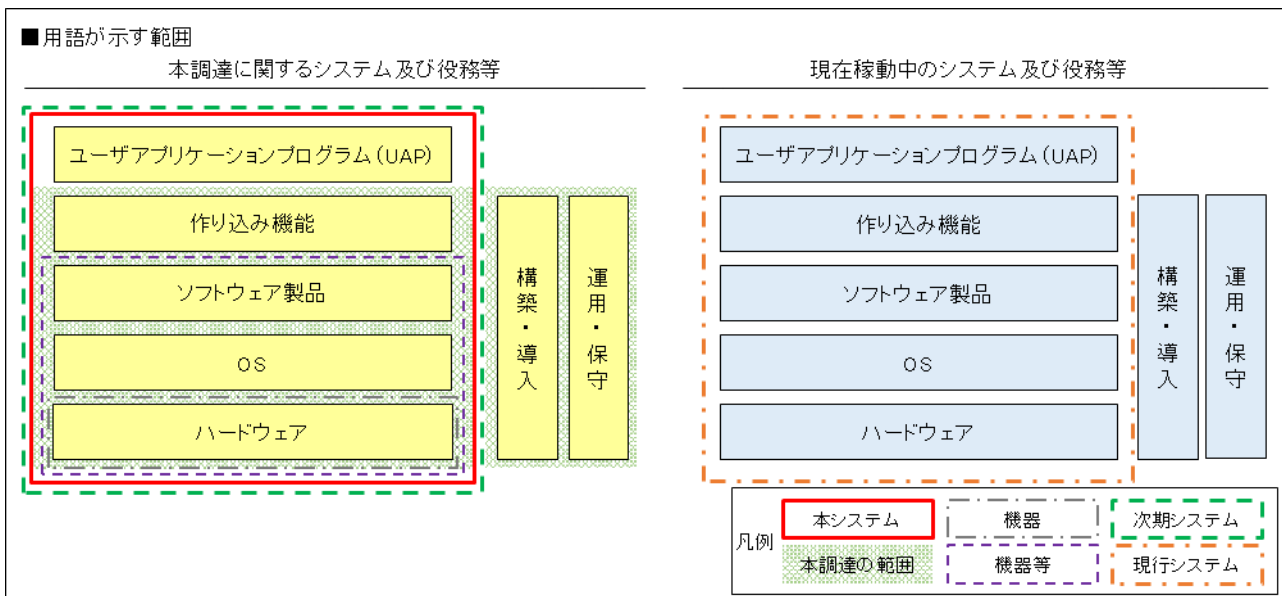 ■用語が示す範囲
本調達に関するシステム及び役務等
ユーザアプリケーションプログラム(UAP)
作り込み機能
ソフトウェア製品
OS
ハードウェア
構築・導入
運用・保守
現在稼動中のシステム及び役務等
ユーザアプリケーションプログラム(UAP)
作り込み機能
ソフトウェア製品
OS
ハードウェア
構築・導入
運用・保守
凡例
本システム
機器
次期システム
本調達の範囲
機器等
現行システム